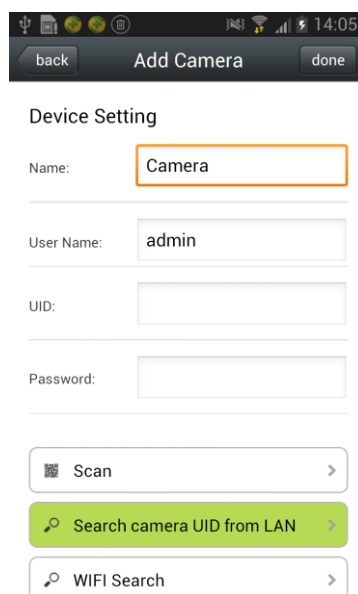 14:05
back Add Camera done
Device Setting
Name: Camera
User Name: admin
UID:
Password:
Scan
Search camera UID from LAN
WIFI Search